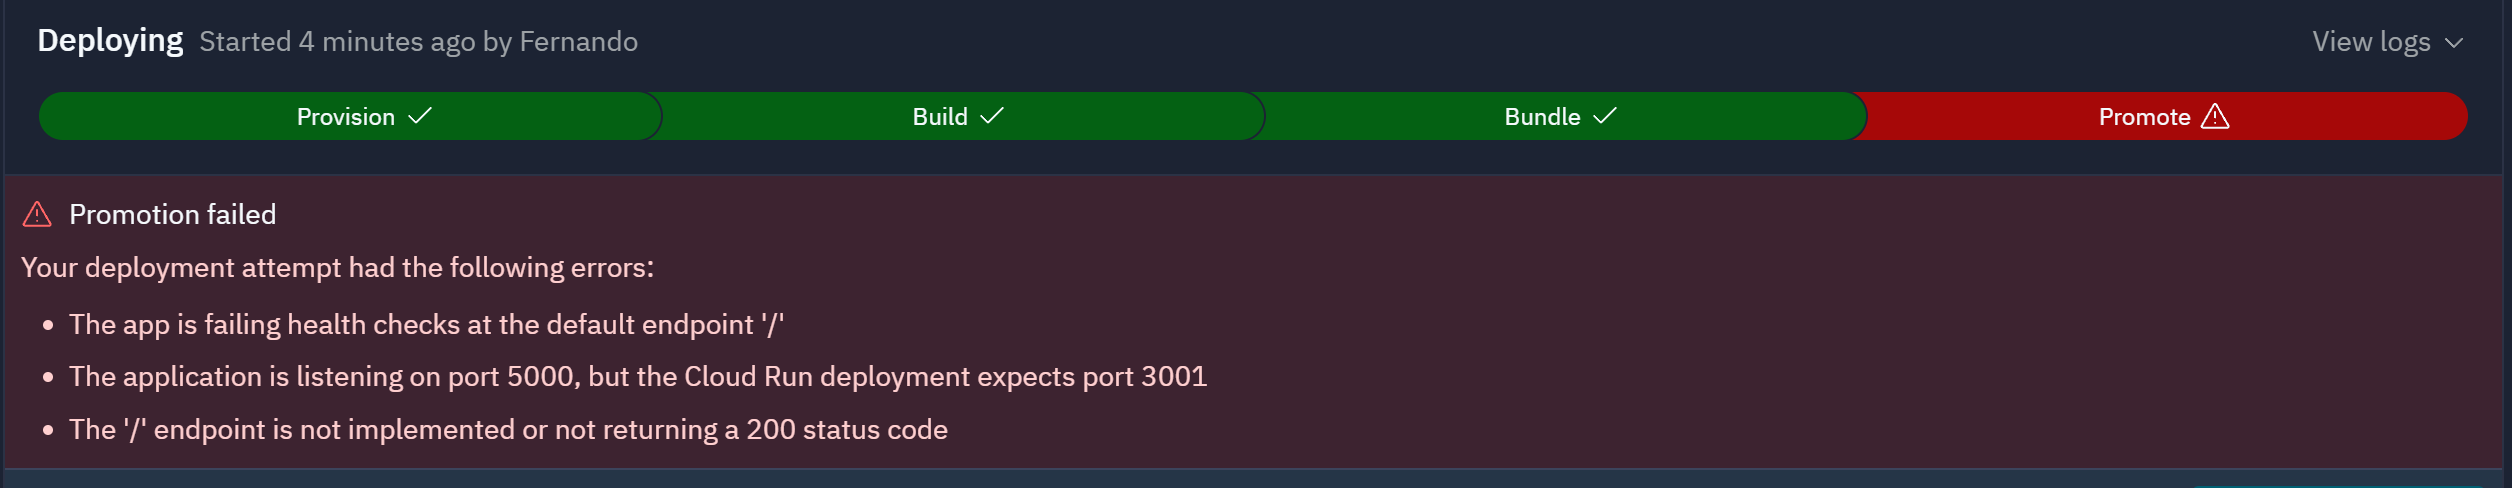 Deploying Started 4 minutes ago by Fernando View logs
Provision Build Bundle Promote
Promotion failed
Your deployment attempt had the following errors:
• The app is failing health checks at the default endpoint '/'
• The application is listening on port 5000, but the Cloud Run deployment expects port 3001
• The '/' endpoint is not implemented or not returning a 200 status code